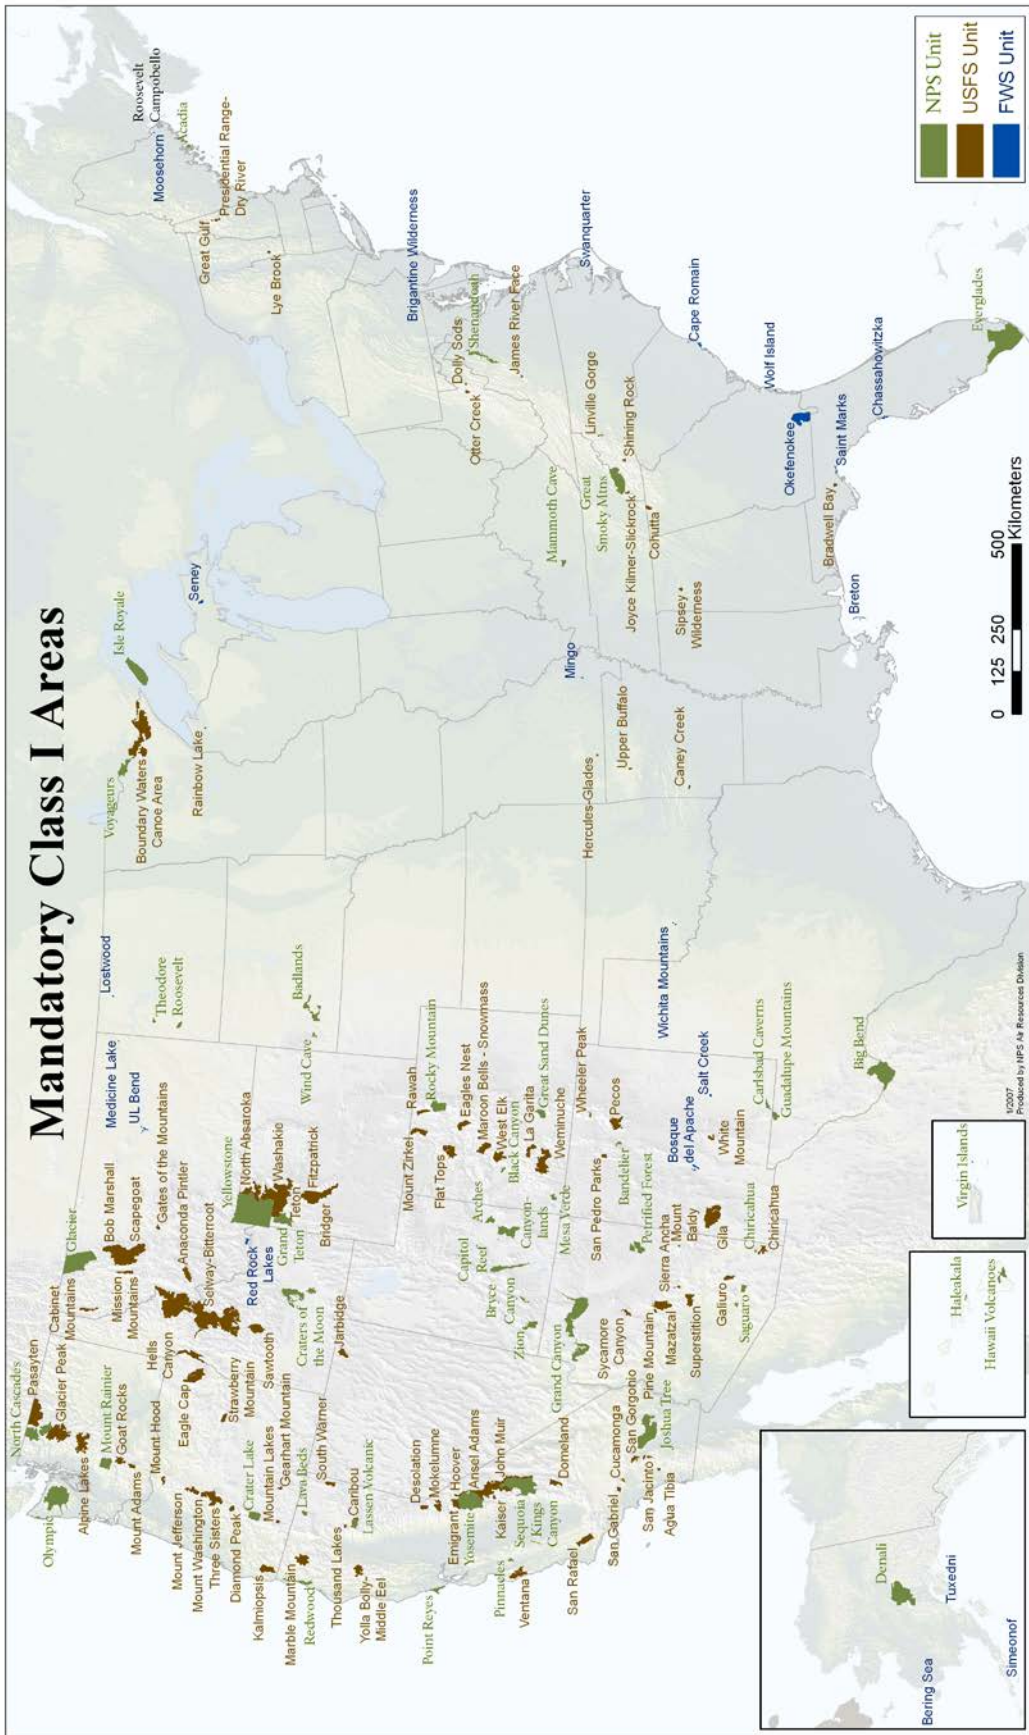 Mandatory Class I Areas
North Cascades
Pasayten
Glacier Peak
Olympic
Alpine Lakes
Mount Rainier
Goat Rocks
Mount Adams
Mount Hood
Mount Jefferson
Mount Washington
Three Sisters
Diamond Peak
Crater Lake
Mountain Lakes
Gearhart Mountain
Kalmiopsis
Lava Beds
South Warner
Marble Mountain
Redwood
Thousand Lakes
Caribou
Lassen Volcanic
Yolla Bolly-
Middle Eel
Point Reyes
Desolation
Mokelumne
Emigrant
Hoover
Yosemite
Ansel Adams
Kaiser
John Muir
Pinnacles
Ventana
Sequoia
/ Kings
Canyon
Domeland
San Rafael
San Gabriel
Cucamonga
San Gorgonio
San Jacinto
Agua Tibia
Joshua Tree
Cabinet
Mountains
Glacier
Bob Marshall
Mission
Mountains
Scapegoat
Gates of the Mountains
Anaconda Pintler
Selway-Bitterroot
Hells
Canyon
Eagle Cap
Strawberry
Mountain
Sawtooth
Craters of
the Moon
Jarbidge
Red Rock
Lakes
Yellowstone
North Absaroka
Washakie
Grand
Teton
Teton
Fitzpatrick
Bridger
Medicine Lake
UL Bend
Lostwood
Theodore
Roosevelt
Wind Cave
Badlands
Mount Zirkel
Rawah
Rocky Mountain
Flat Tops
Eagles Nest
Maroon Bells - Snowmass
West Elk
Black Canyon
La Garita
Great Sand Dunes
Weminuche
Wheeler Peak
Arches
Capitol
Reef
Canyon-
lands
Mesa Verde
Bryce
Canyon
Zion
Grand Canyon
Sycamore
Canyon
Pine Mountain
Mazatzal
Sierra Ancha
Superstition
Mount
Baldy
Petrified Forest
San Pedro Parks
Bandelier
Pecos
Bosque
del Apache
Salt Creek
White
Mountain
Gila
Galiuro
Saguaro
Chiricahua
Chiricahua
Carlsbad Caverns
Guadalupe Mountains
Big Bend
Wichita Mountains
Voyageurs
Boundary Waters
Canoe Area
Isle Royale
Rainbow Lake
Seney
Hercules-Glades
Mingo
Upper Buffalo
Caney Creek
Mammoth Cave
Great
Smoky Mtns
Joyce Kilmer-Slickrock
Linville Gorge
Shining Rock
Cohutta
Sipsey
Wilderness
Breton
Bradwell Bay
Saint Marks
Okefenokee
Wolf Island
Chassahowitzka
Everglades
Cape Romain
Swanquarter
James River Face
Shenandoah
Dolly Sods
Otter Creek
Brigantine Wilderness
Lye Brook
Great Gulf
Presidential Range-
Dry River
Acadia
Moosehorn
Roosevelt
Campobello
Denali
Tuxedni
Bering Sea
Simeonof
Haleakala
Hawaii Volcanoes
Virgin Islands
1/2007
Produced by NPS Air Resources Division
0 125 250 500
Kilometers
NPS Unit
USFS Unit
FWS Unit